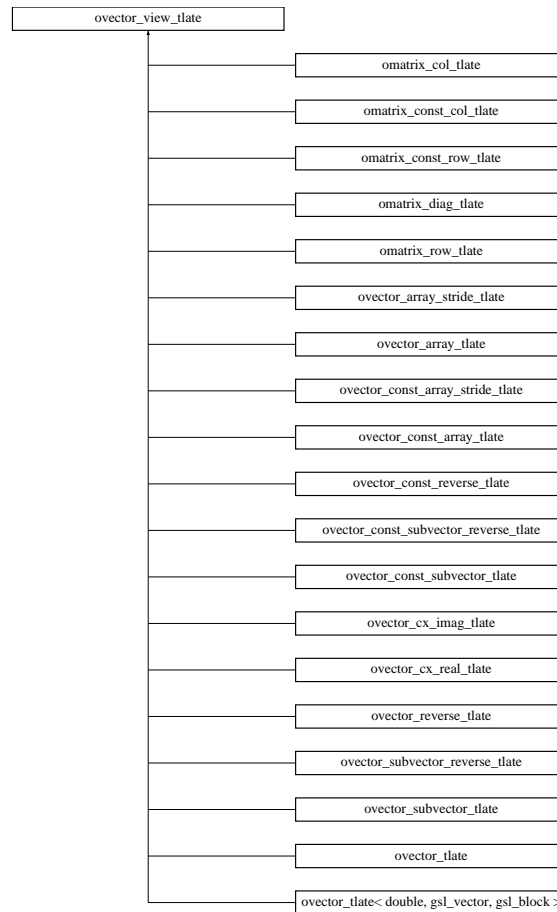 ovector_view_tlate
omatrix_col_tlate
omatrix_const_col_tlate
omatrix_const_row_tlate
omatrix_diag_tlate
omatrix_row_tlate
ovector_array_stride_tlate
ovector_array_tlate
ovector_const_array_stride_tlate
ovector_const_array_tlate
ovector_const_reverse_tlate
ovector_const_subvector_reverse_tlate
ovector_const_subvector_tlate
ovector_cx_imag_tlate
ovector_cx_real_tlate
ovector_reverse_tlate
ovector_subvector_reverse_tlate
ovector_subvector_tlate
ovector_tlate
ovector_tlate< double, gsl_vector, gsl_block >